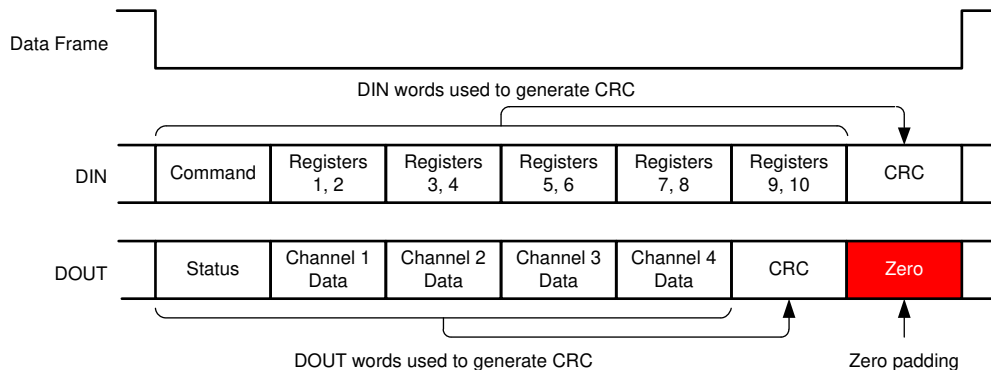 Data Frame
DIN words used to generate CRC
DIN
Command
Registers
1, 2
Registers
3, 4
Registers
5, 6
Registers
7, 8
Registers
9, 10
CRC
DOUT
Status
Channel 1
Data
Channel 2
Data
Channel 3
Data
Channel 4
Data
CRC
Zero
DOUT words used to generate CRC
Zero padding